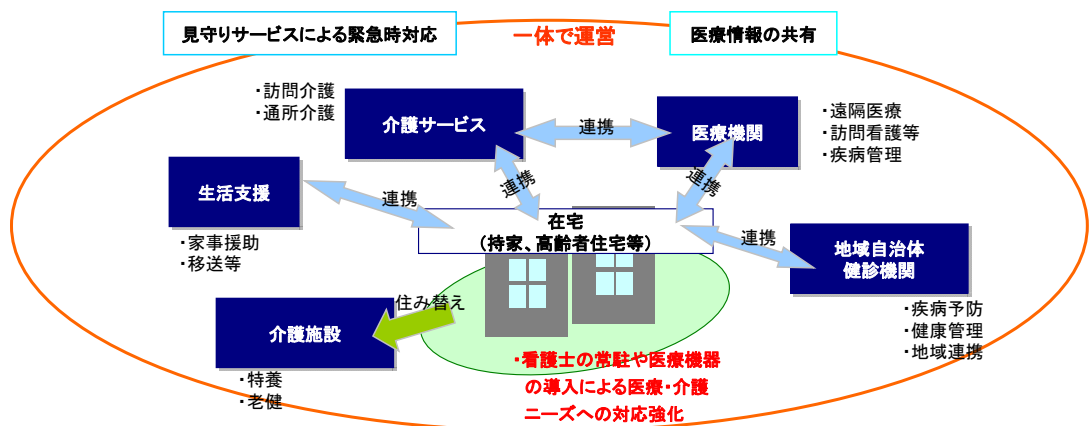 見守りサービスによる緊急時対応
一体で運営
医療情報の共有
・訪問介護
・通所介護
介護サービス
連携
医療機関
・遠隔医療
・訪問看護等
・疾病管理
生活支援
連携
連携
連携
・家事援助
・移送等
在宅
（持家、高齢者住宅等）
連携
地域自治体
健診機関
・疾病予防
・健康管理
・地域連携
住み替え
介護施設
・特養
・老健
・看護士の常駐や医療機器
の導入による医療・介護
ニーズへの対応強化